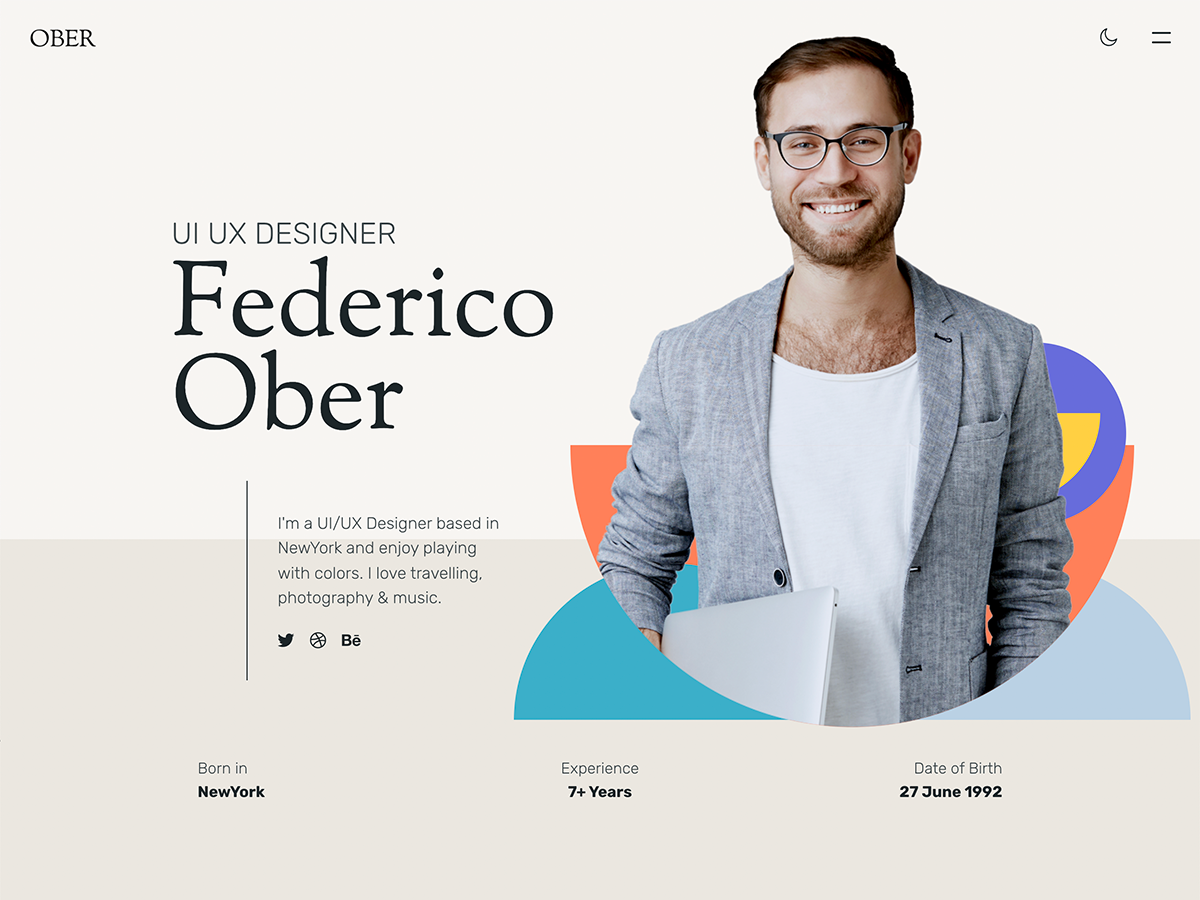 OBER
UI UX DESIGNER
Federico
Ober
I'm a UI/UX Designer based in
NewYork and enjoy playing
with colors. I love travelling,
photography & music.
Bē
Born in
NewYork
Experience
7+ Years
Date of Birth
27 June 1992